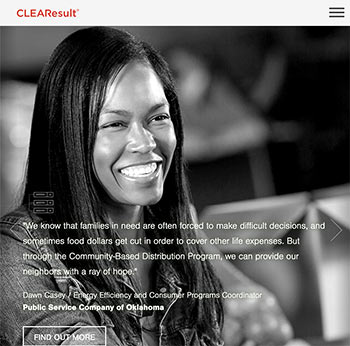 CLEAResult®
"We know that families in need are often forced to make difficult decisions, and
sometimes food dollars get cut in order to cover other life expenses. But
through the Community-Based Distribution Program, we can provide our
neighbors with a ray of hope."
Dawn Casey / Energy Efficiency and Consumer Programs Coordinator
Public Service Company of Oklahoma
FIND OUT MORE